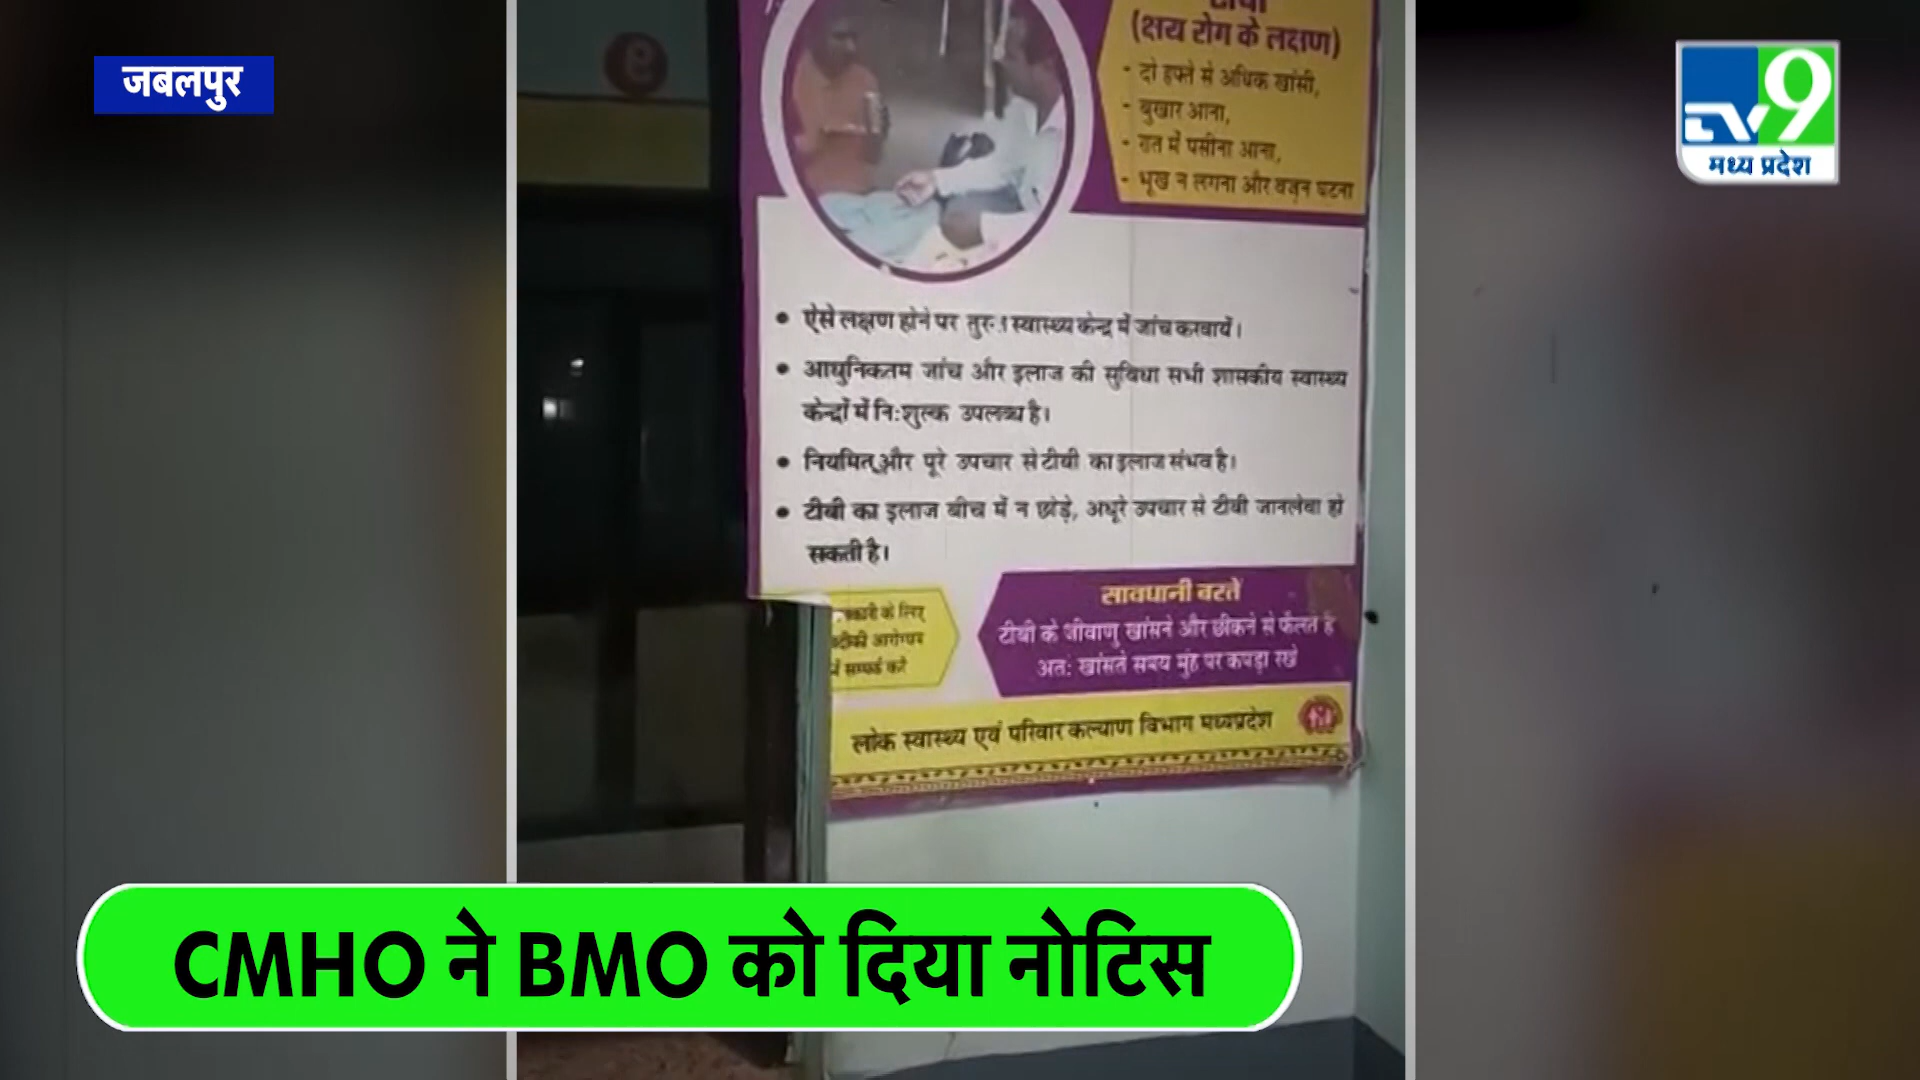 जबलपुर
TV9
मध्य प्रदेश
(क्षय रोग के लक्षण)
- दो हफ्ते से अधिक खांसी,
- बुखार आना,
- रात में पसीना आना,
- भूख न लगना और वजन घटना
• ऐसे लक्षण होने पर स्वास्थ्य केन्द्र में जांच करवायें।
• आधुनिकतम जांच और इलाज की सुविधा सभी शासकीय स्वास्थ्य
केन्द्रों में नि:शुल्क उपलब्ध है।
• नियमित और पूरे उपचार से टीबी का इलाज संभव है।
• टीबी का इलाज बीच में न छोड़े, अधूरे उपचार से टीबी जानलेवा हो
सकती है।
के लिए
सम्पर्क करें
सावधानी बरतें
टीबी के जीवाणु खांसने और छींकने से फैलते है
अतः खांसते समय मुंह पर कपड़ा रखे
लोक स्वास्थ्य एवं परिवार कल्याण विभाग मध्यप्रदेश
CMHO ने BMO को दिया नोटिस